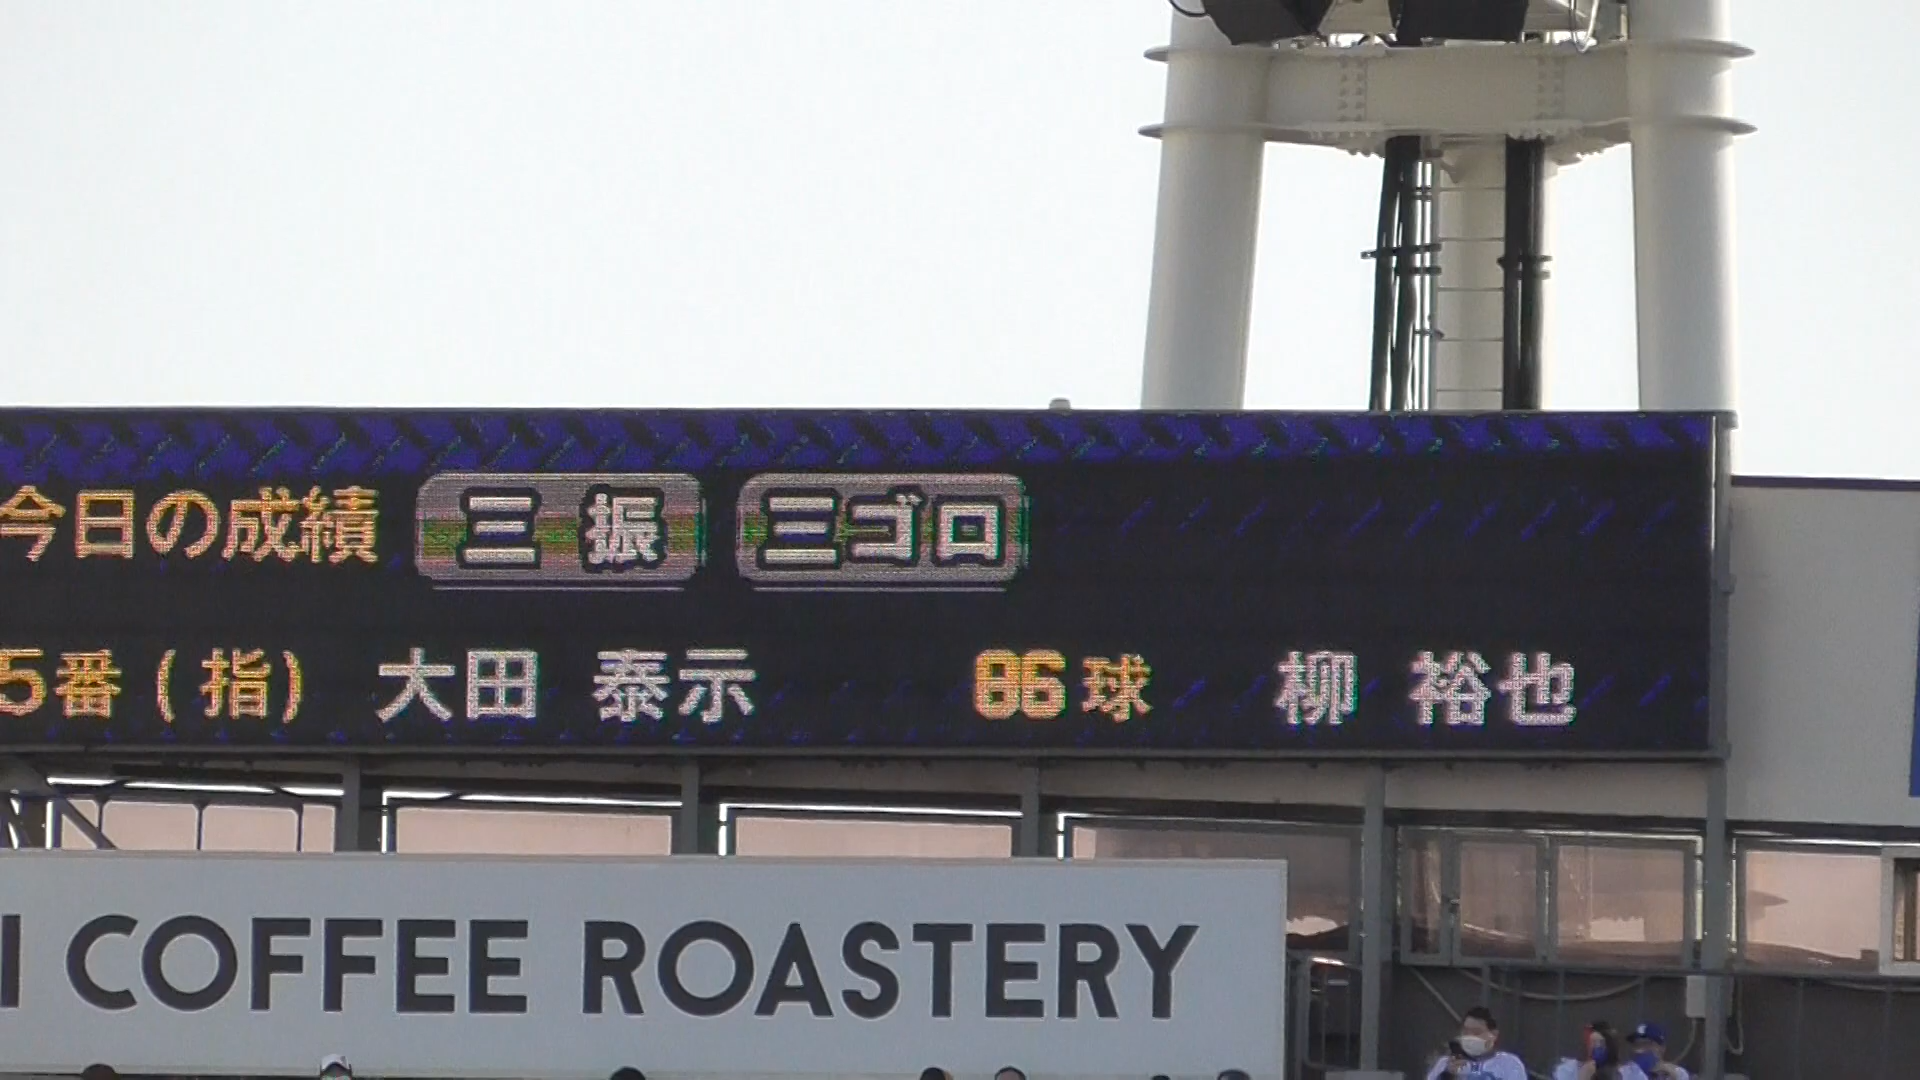 今日の成績 三 振 三ゴロ
5番 (指) 大田 泰示 86球 柳 裕也
I COFFEE ROASTERY